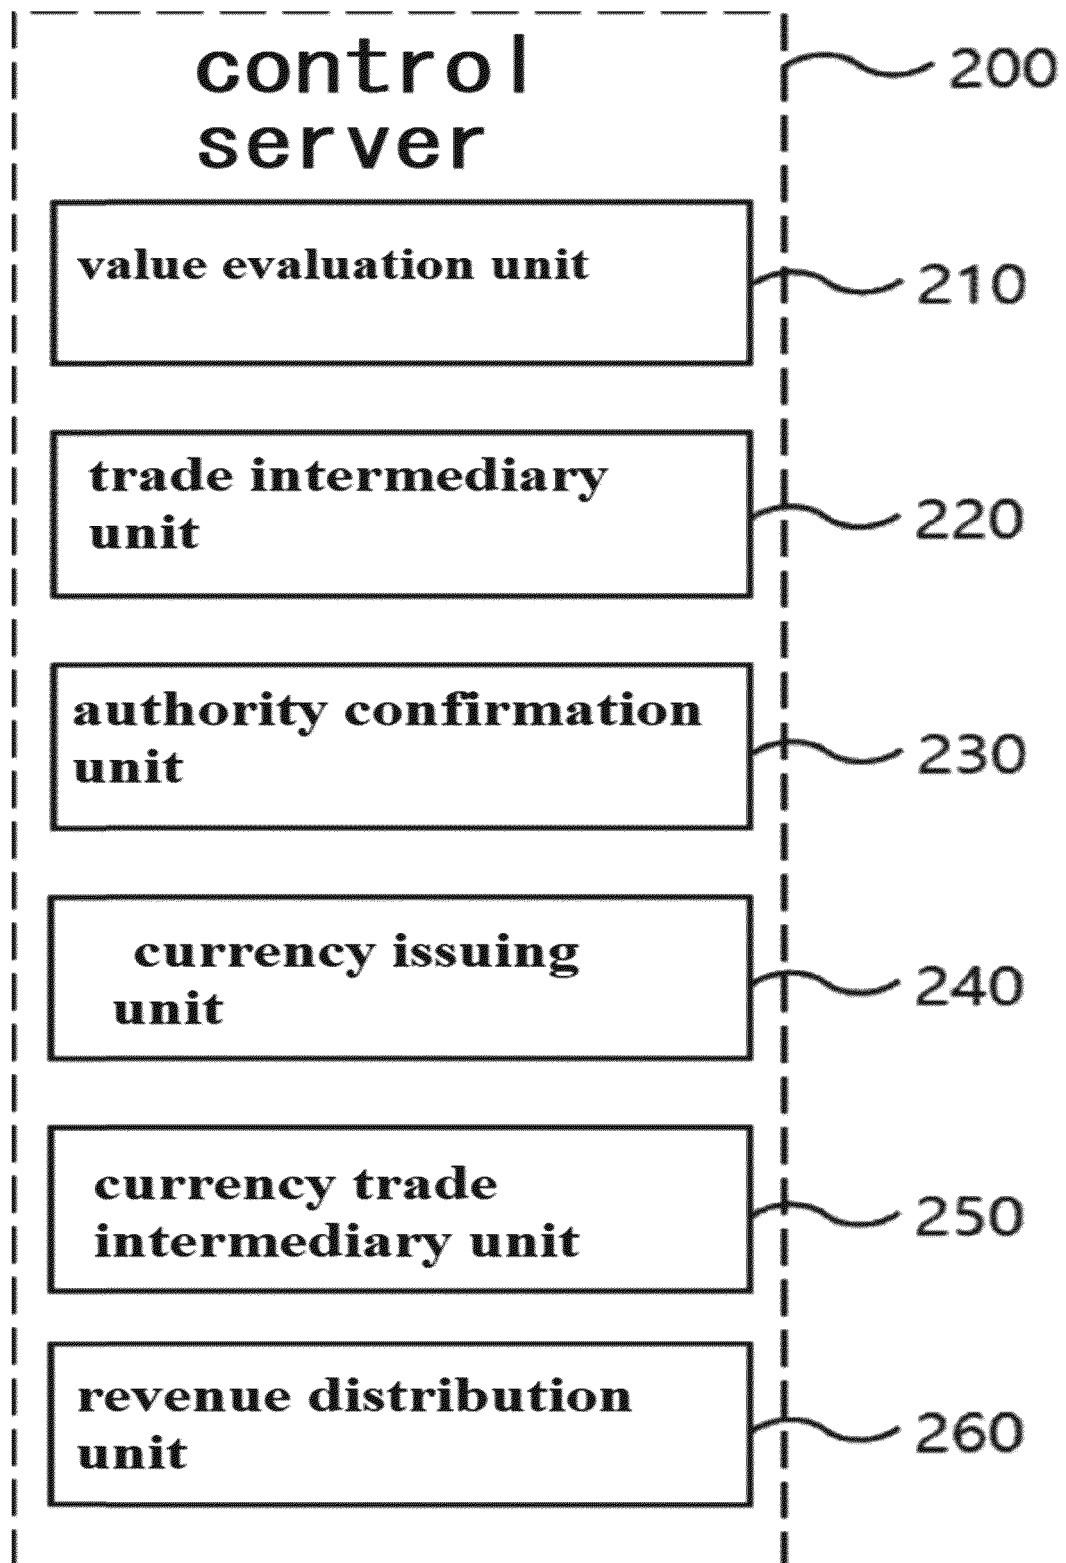 control
server
200
value evaluation unit
210
trade intermediary
unit
220
authority confirmation
unit
230
currency issuing
unit
240
currency trade
intermediary unit
250
revenue distribution
unit
260